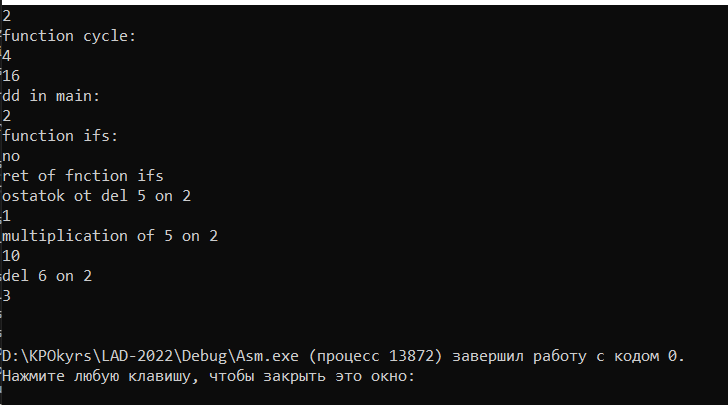 2
function cycle:
4
16
dd in main:
2
function ifs:
no
ret of fnction ifs
ostatok ot del 5 on 2
1
multiplication of 5 on 2
10
del 6 on 2
3
D:\KPOkyrs\LAD-2022\Debug\Asm.exe (процесс 13872) завершил работу с кодом 0.
Нажмите любую клавишу, чтобы закрыть это окно: